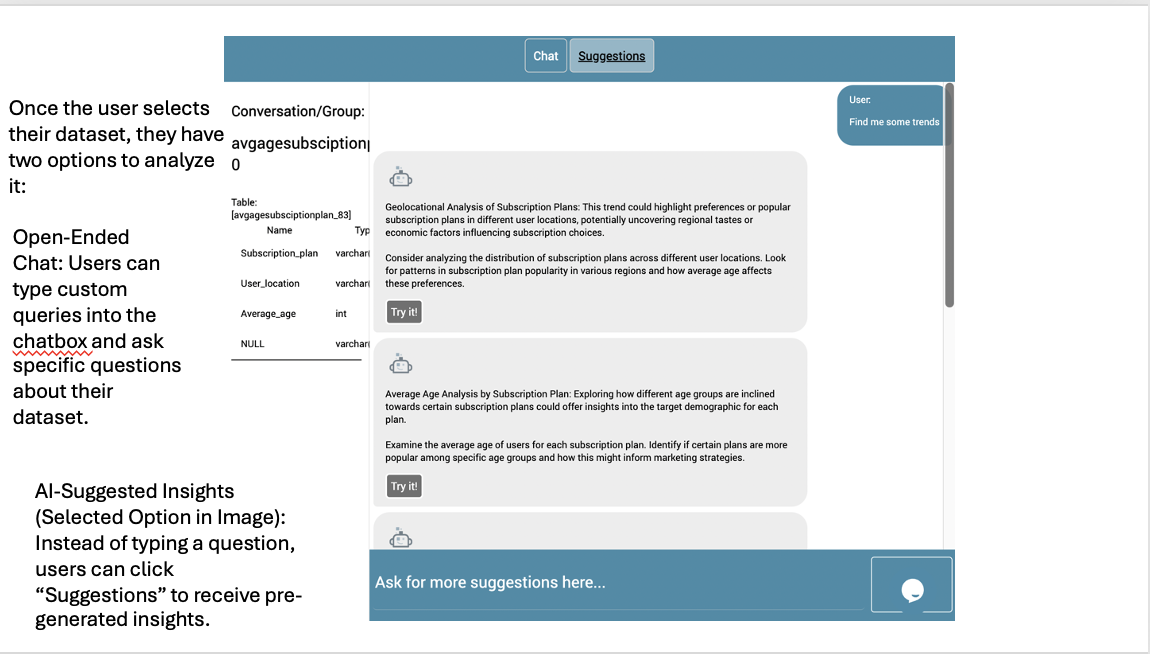 Once the user selects
their dataset, they have
two options to analyze
it:
Open-Ended
Chat: Users can
type custom
queries into the
chatbox and ask
specific questions
about their
dataset.
AI-Suggested Insights
(Selected Option in Image):
Instead of typing a question,
users can click
“Suggestions” to receive pre-
generated insights.
Chat Suggestions
Conversation/Group:
avgagesubsciptionp
0
Table:
[avgagesubsciptionplan_83]
Name Typ
Subscription_plan varchar(
User_location varchar(
Average_age int
NULL varchar(
User:
Find me some trends
Geolocational Analysis of Subscription Plans: This trend could highlight preferences or popular
subscription plans in different user locations, potentially uncovering regional tastes or
economic factors influencing subscription choices.
Consider analyzing the distribution of subscription plans across different user locations. Look
for patterns in subscription plan popularity in various regions and how average age affects
these preferences.
Try it!
Average Age Analysis by Subscription Plan: Exploring how different age groups are inclined
towards certain subscription plans could offer insights into the target demographic for each
plan.
Examine the average age of users for each subscription plan. Identify if certain plans are more
popular among specific age groups and how this might inform marketing strategies.
Try it!
Ask for more suggestions here...